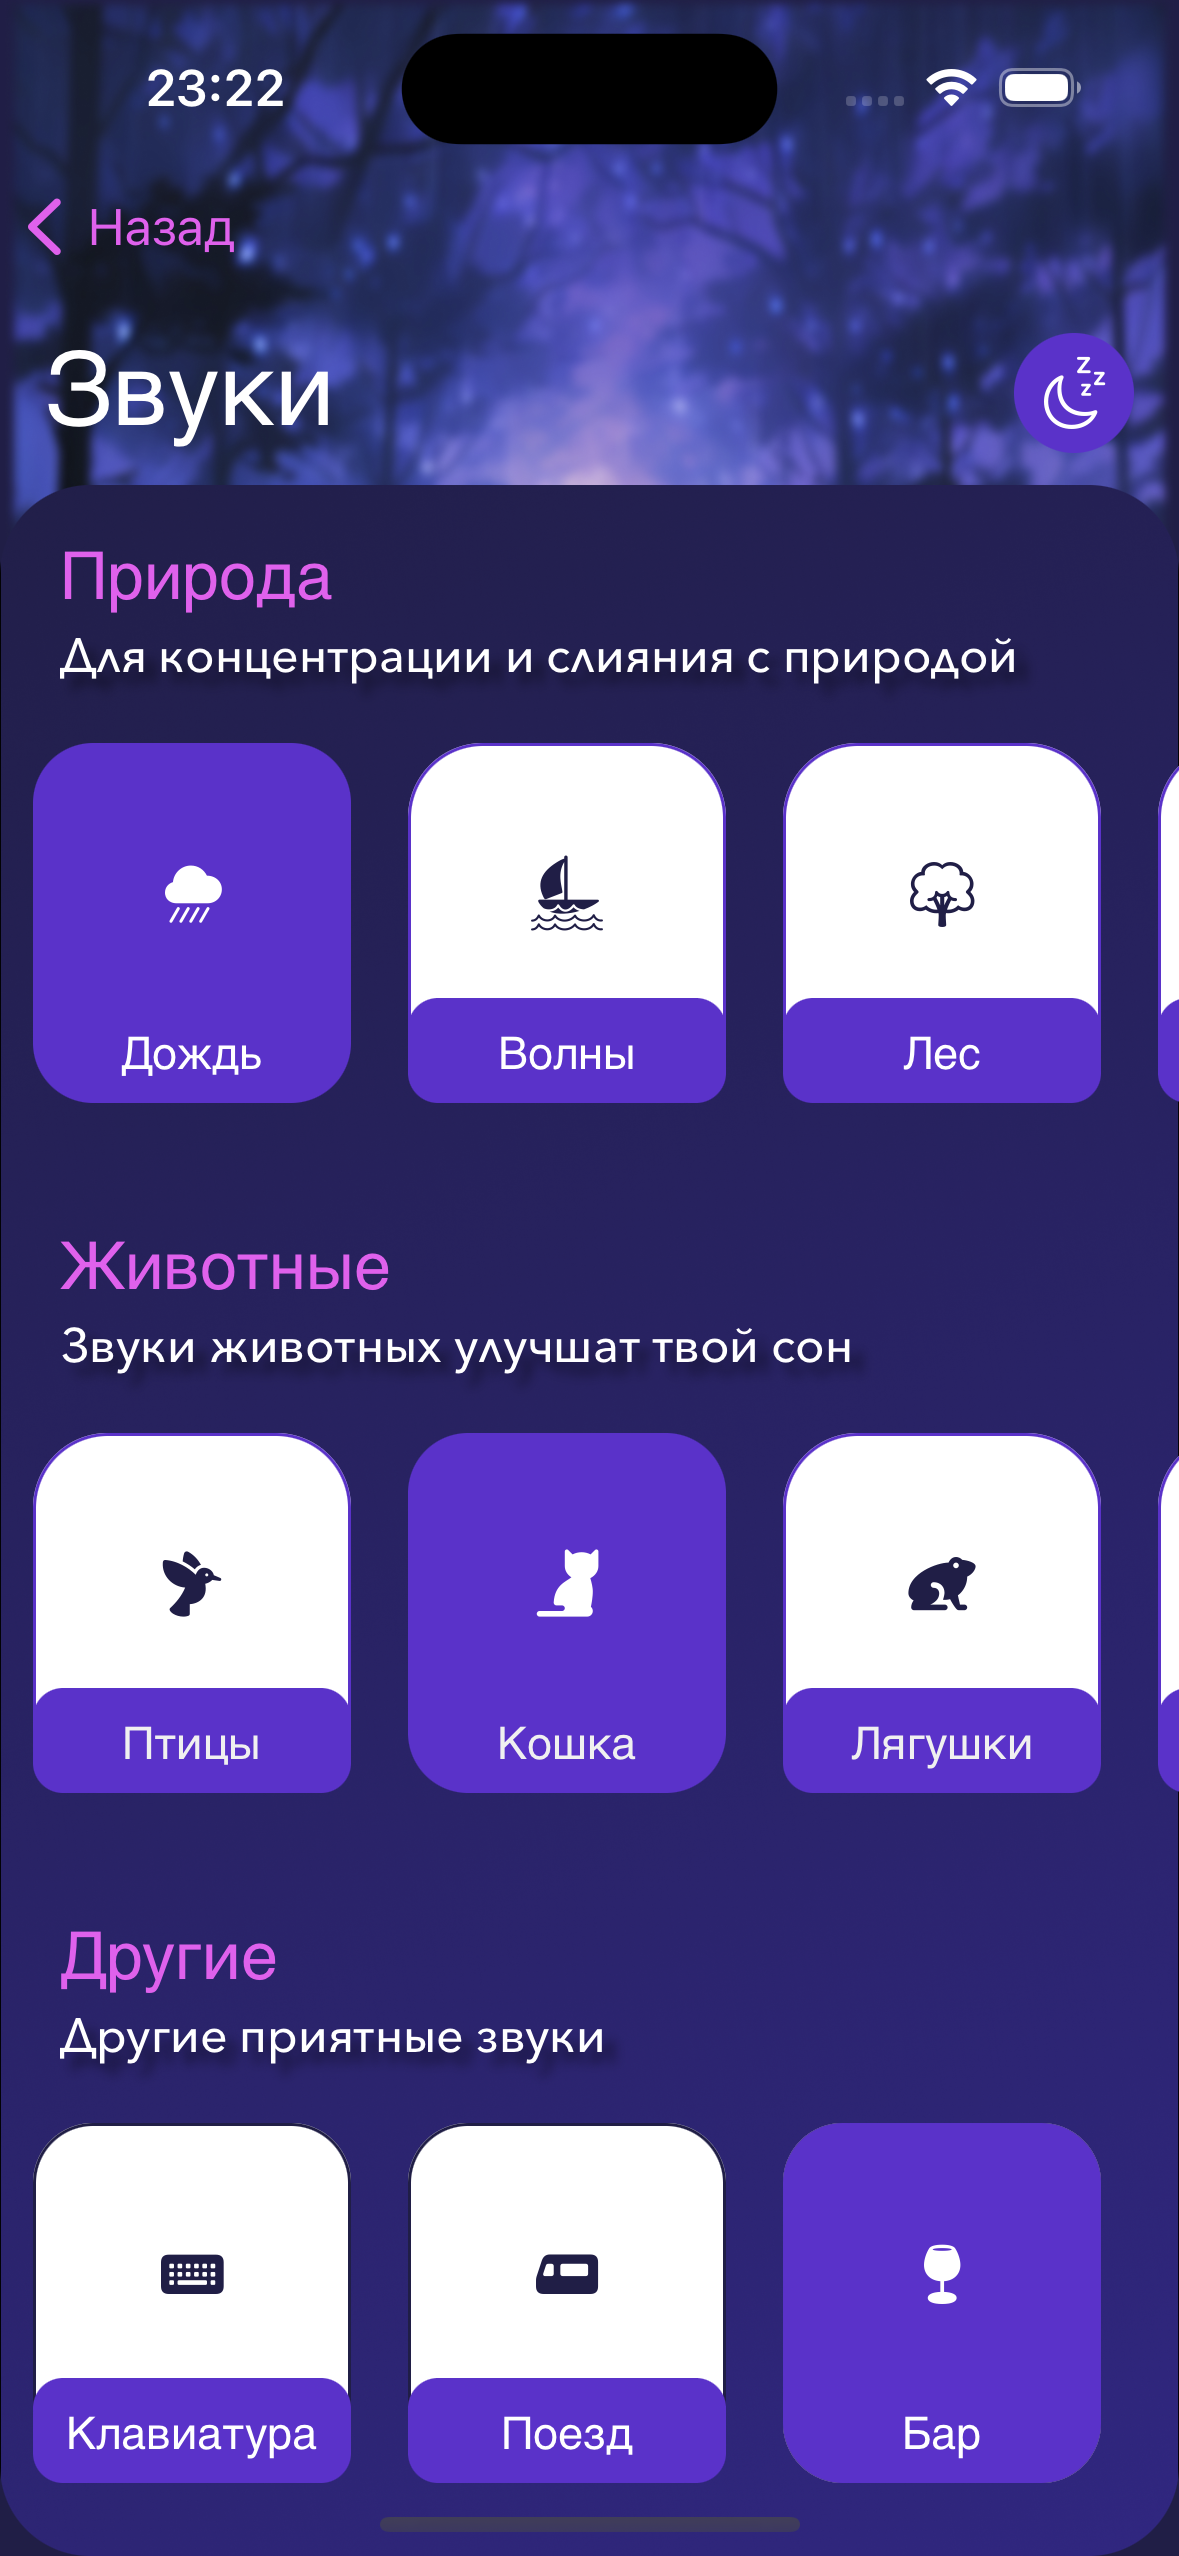 23:22
Назад
Звуки
z z z
Природа
Для концентрации и слияния с природой
Дождь
Волны
Лес
Животные
Звуки животных улучшат твой сон
Птицы
Кошка
Лягушки
Другие
Другие приятные звуки
Клавиатура
Поезд
Бар